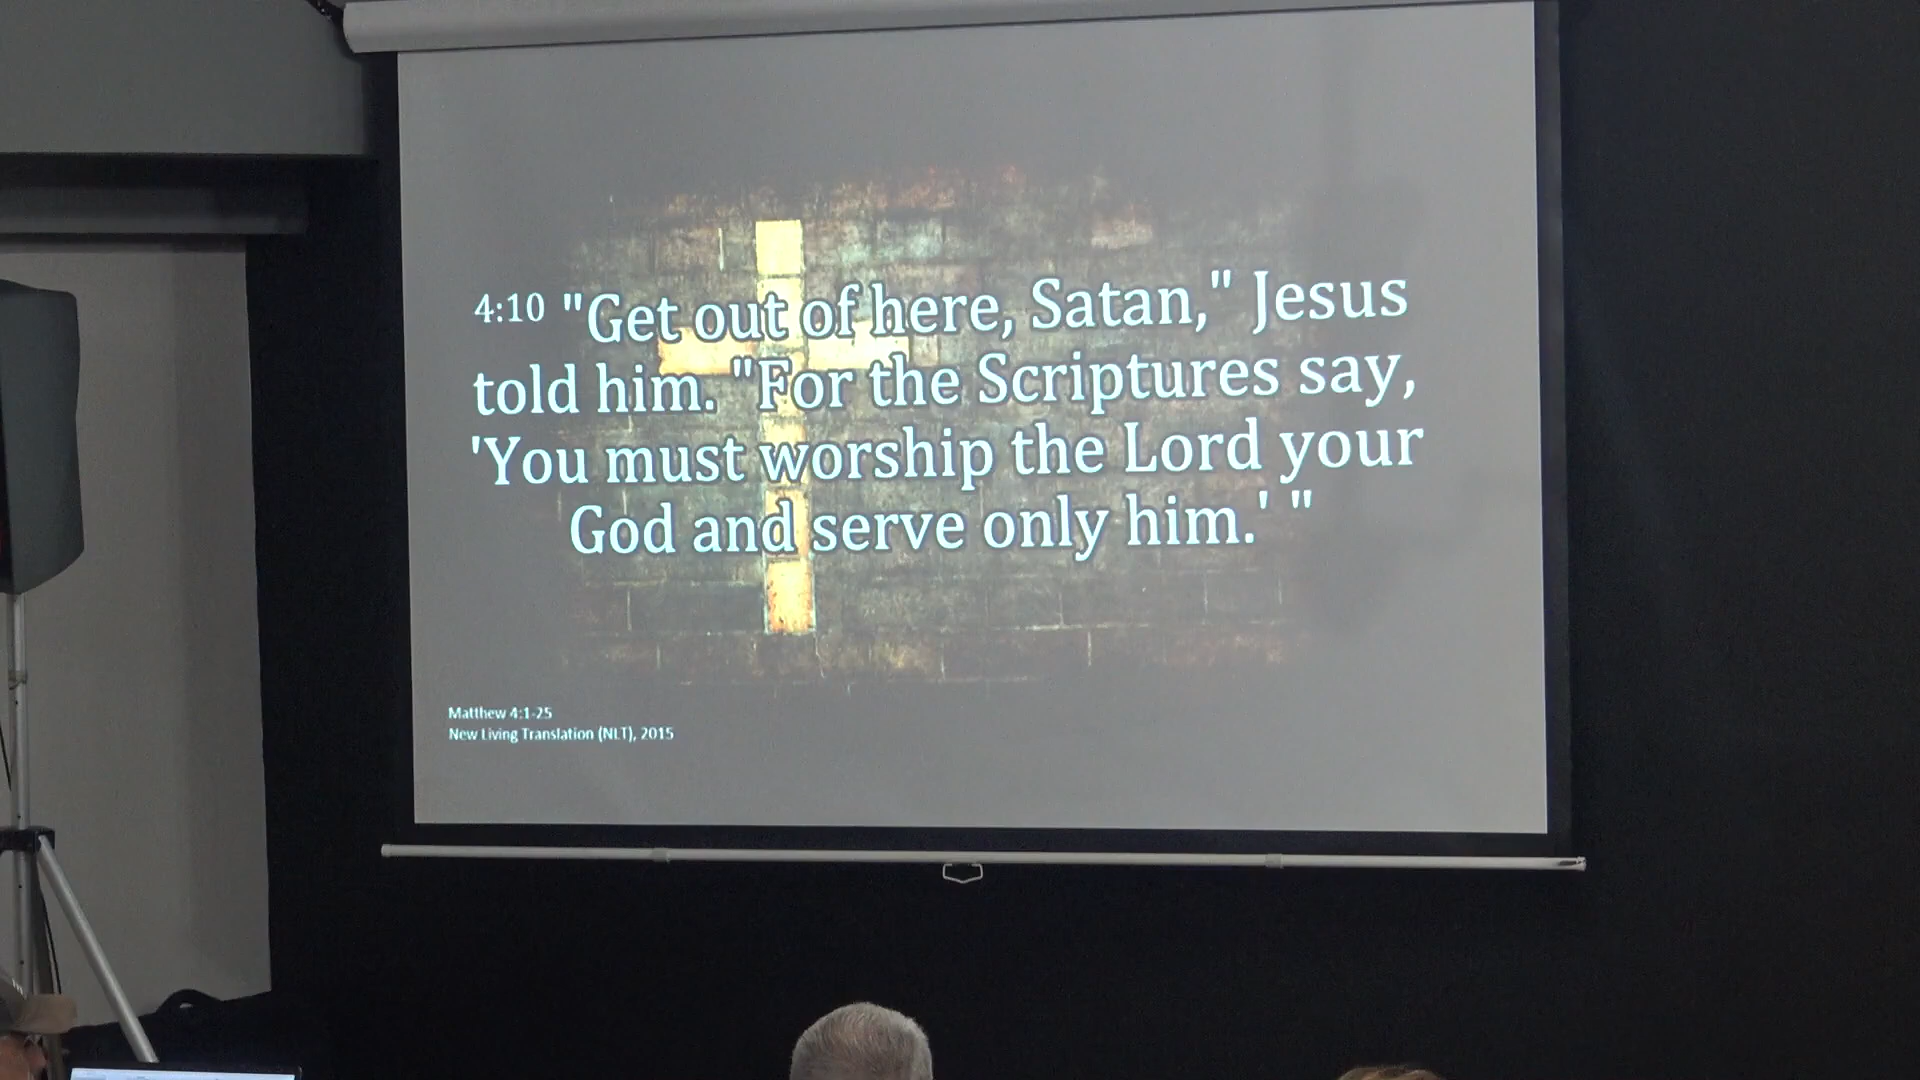 4:10 "Get out of here, Satan," Jesus
told him. "For the Scriptures say,
'You must worship the Lord your
God and serve only him.' "
Matthew 4:1-25
New Living Translation (NLT), 2015